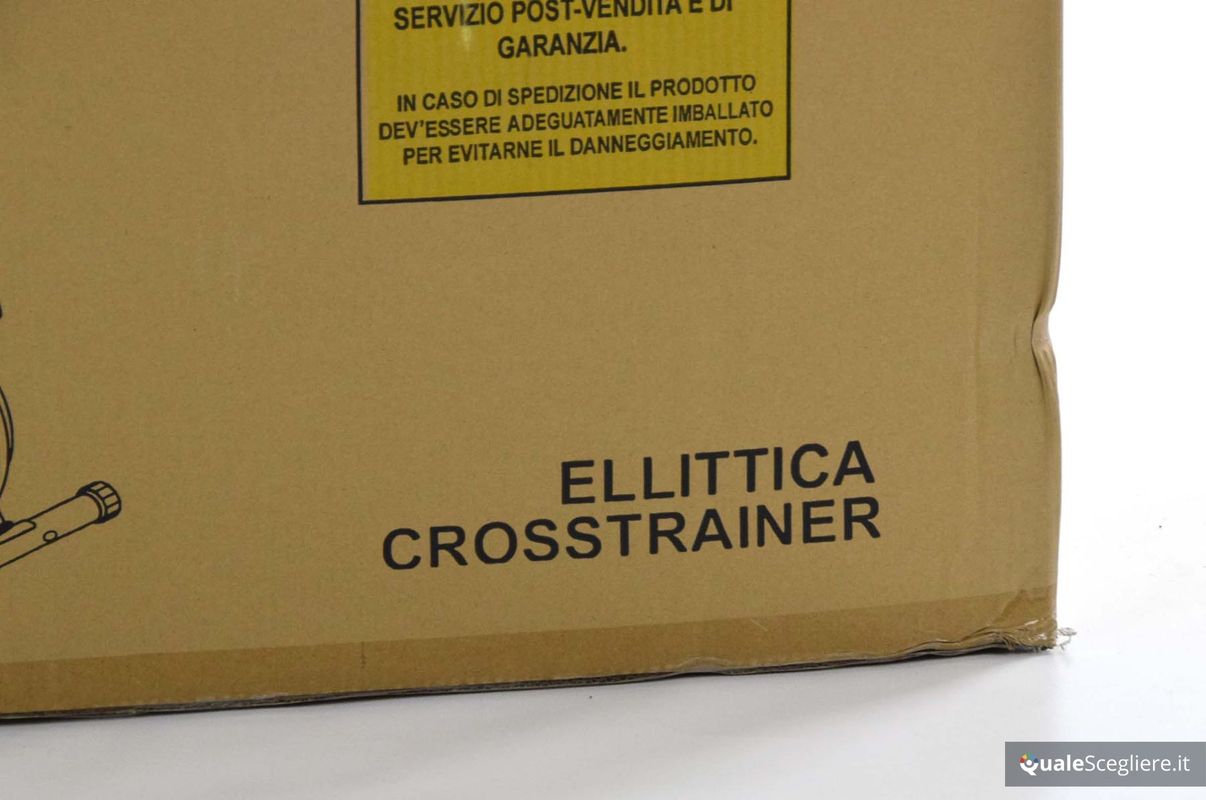 SERVIZIO POST-VENDITA E DI
GARANZIA.
IN CASO DI SPEDIZIONE IL PRODOTTO
DEV'ESSERE ADEGUATAMENTE IMBALLATO
PER EVITARNE IL DANNEGGIAMENTO.
ELLITTICA
CROSSTRAINER
QualeScegliere.it